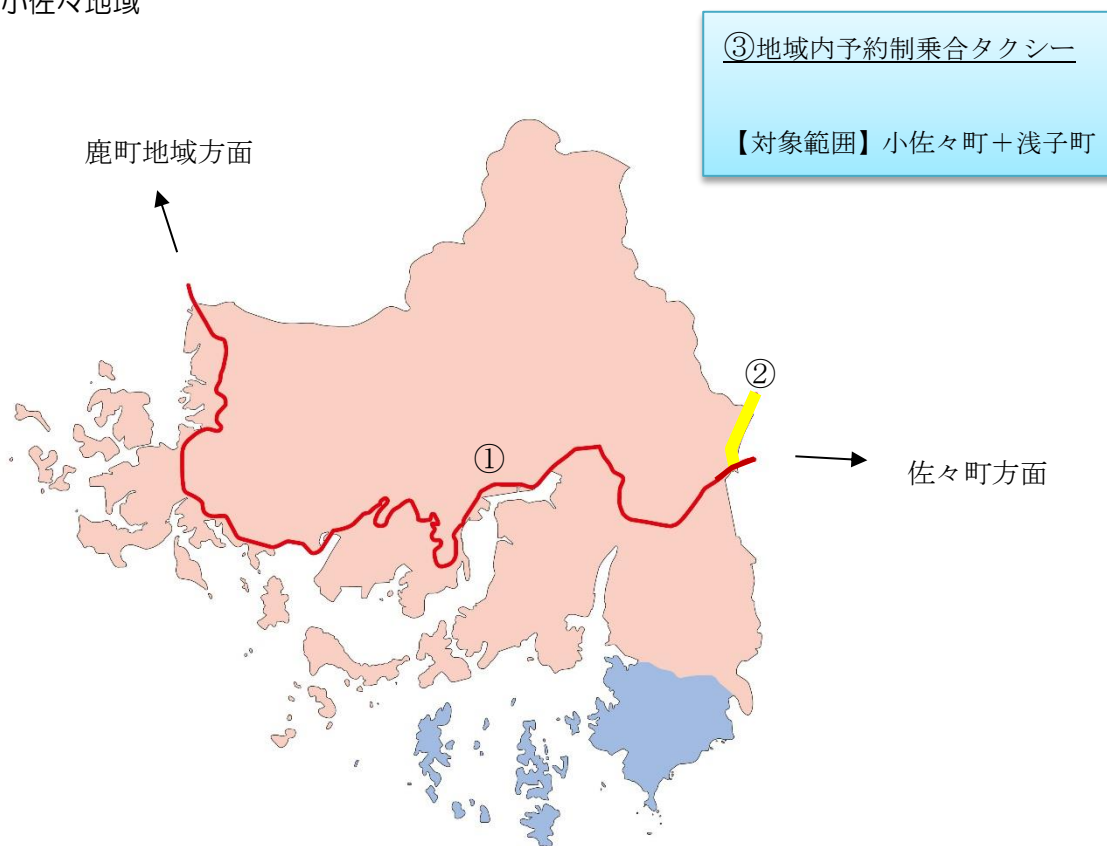 小佐々地域
③地域内予約制乗合タクシー
【対象範囲】小佐々町＋浅子町
鹿町地域方面
②
①
佐々町方面